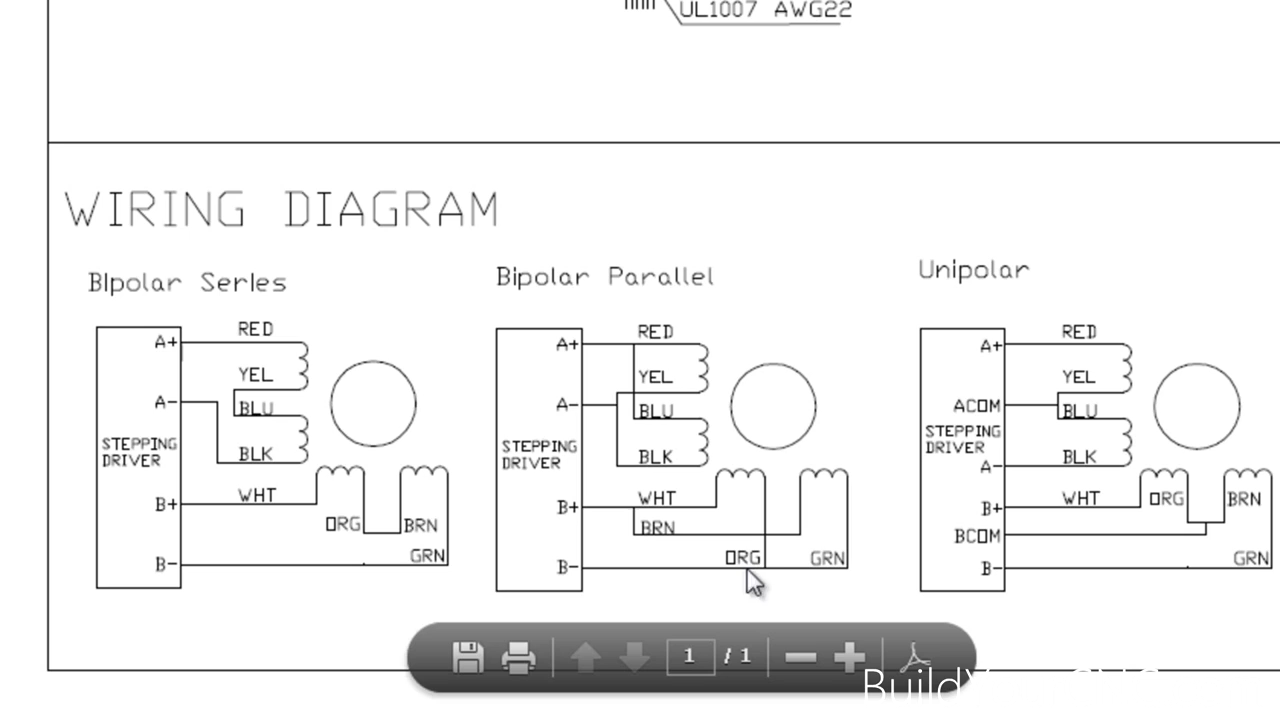 UL1007 AWG22
WIRING DIAGRAM
Bipolar Series
A+
RED
YEL
A-
BLU
STEPPING
DRIVER
BLK
WHT
B+
ORG
BRN
GRN
B-
Bipolar Parallel
A+
RED
YEL
A-
BLU
STEPPING
DRIVER
BLK
WHT
B+
BRN
ORG
GRN
B-
Unipolar
A+
RED
YEL
ACOM
BLU
STEPPING
DRIVER
BLK
A-
WHT
ORG
BRN
B+
BCOM
GRN
B-
1 / 1